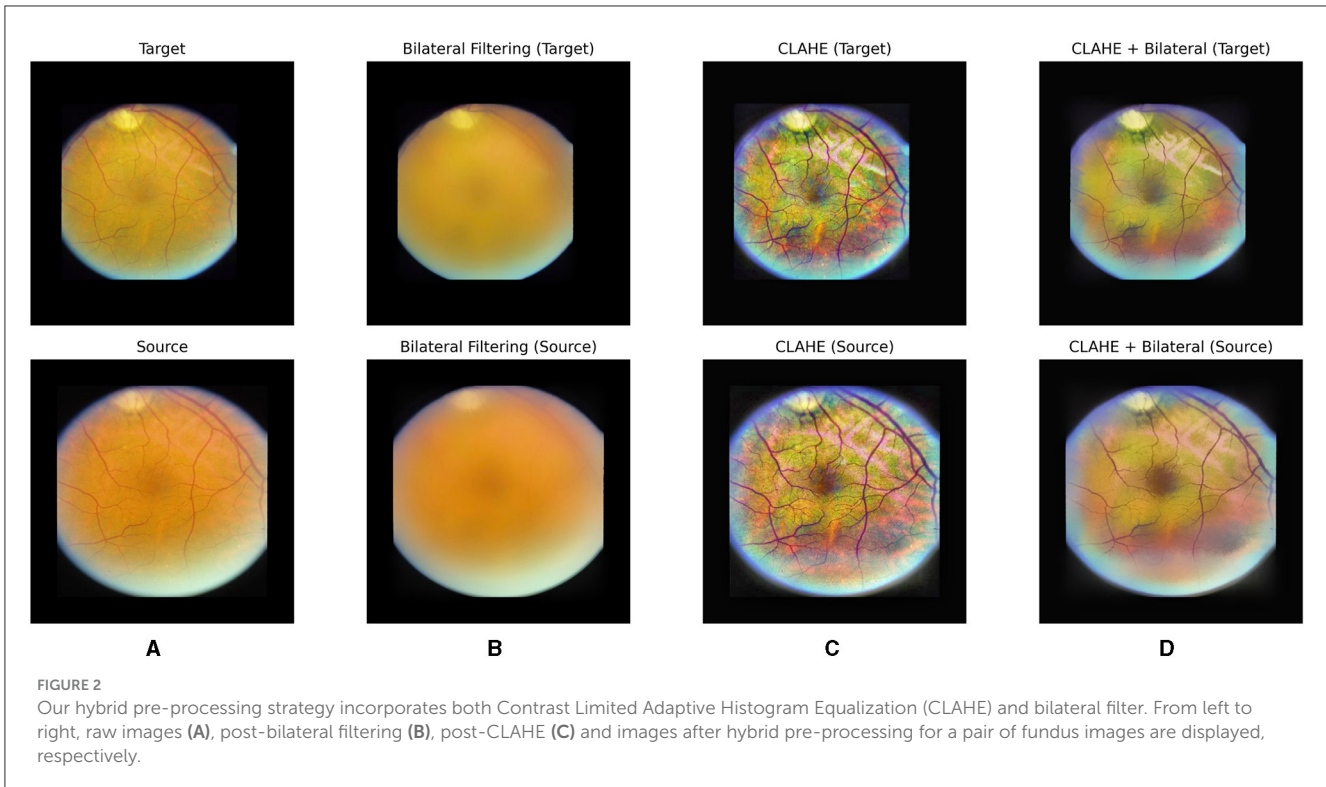 Target
Bilateral Filtering (Target)
CLAHE (Target)
CLAHE + Bilateral (Target)
Source
Bilateral Filtering (Source)
CLAHE (Source)
CLAHE + Bilateral (Source)
A
B
C
D
FIGURE 2
Our hybrid pre-processing strategy incorporates both Contrast Limited Adaptive Histogram Equalization (CLAHE) and bilateral filter. From left to
right, raw images (A), post-bilateral filtering (B), post-CLAHE (C) and images after hybrid pre-processing for a pair of fundus images are displayed,
respectively.